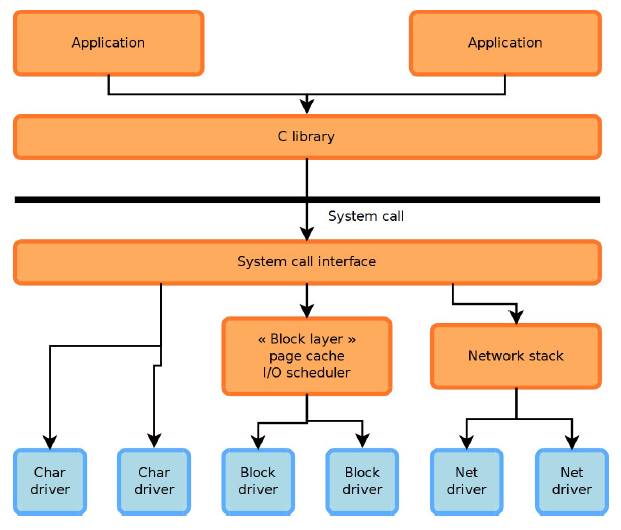 Application
Application
C library
System call
System call interface
« Block layer »
page cache
I/O scheduler
Network stack
Char
driver
Char
driver
Block
driver
Block
driver
Net
driver
Net
driver